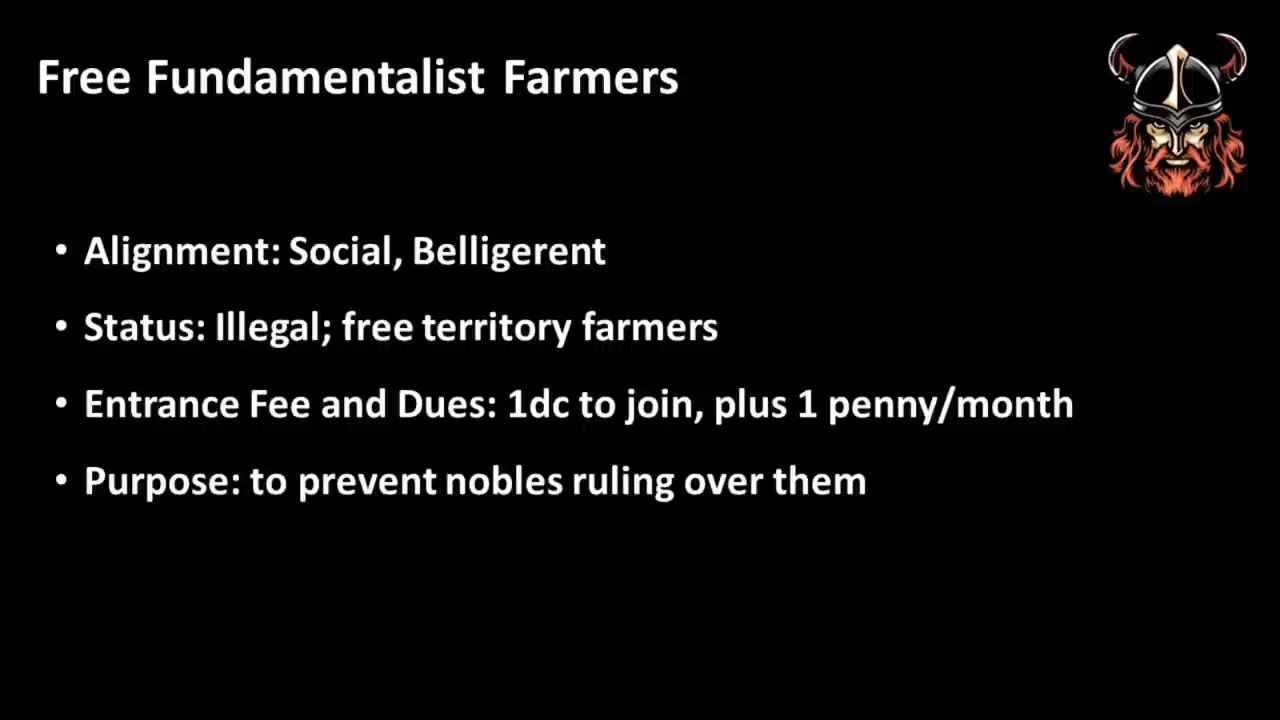 Free Fundamentalist Farmers
• Alignment: Social, Belligerent
• Status: Illegal; free territory farmers
• Entrance Fee and Dues: 1dc to join, plus 1 penny/month
• Purpose: to prevent nobles ruling over them